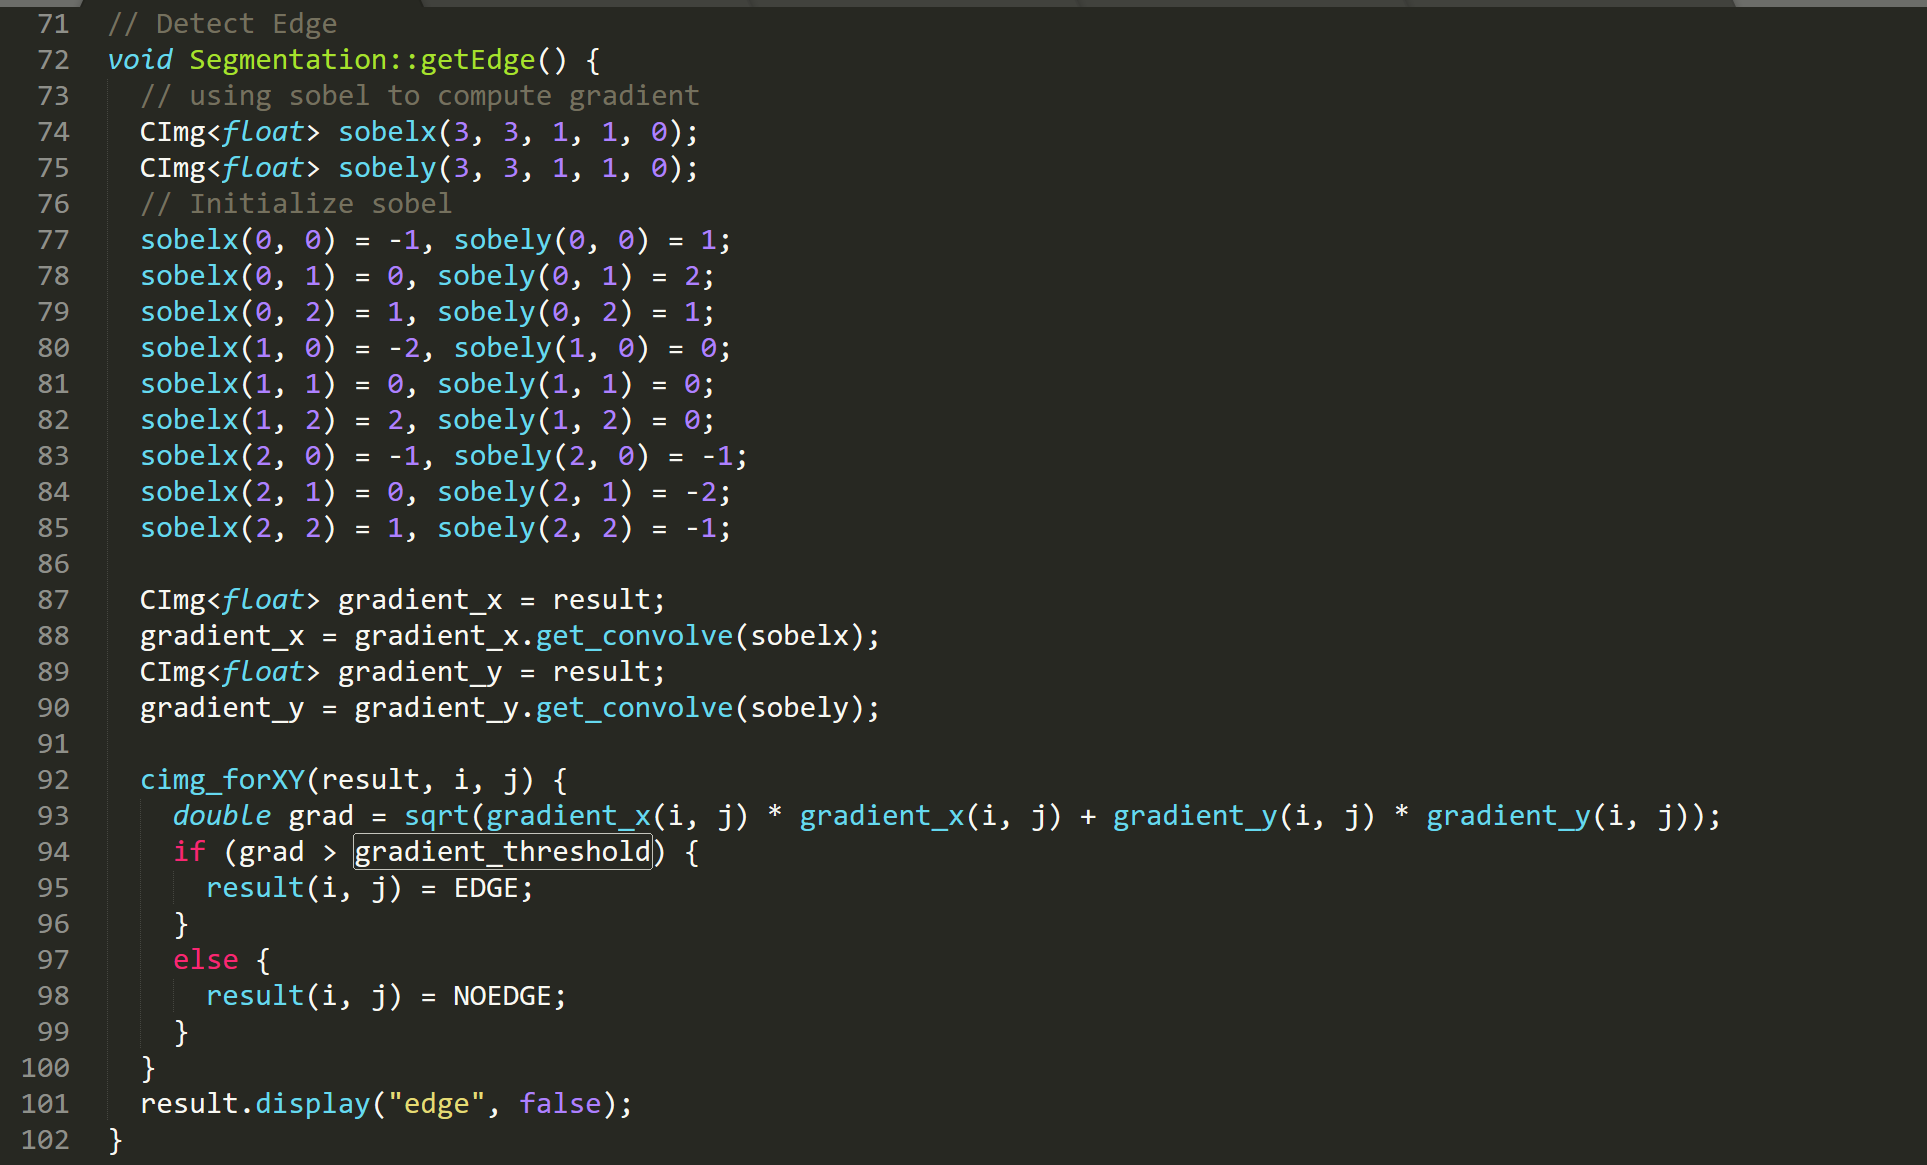 71 // Detect Edge
72 void Segmentation::getEdge() {
73   // using sobel to compute gradient
74   CImg<float> sobelx(3, 3, 1, 1, 0);
75   CImg<float> sobely(3, 3, 1, 1, 0);
76   // Initialize sobel
77   sobelx(0, 0) = -1, sobely(0, 0) = 1;
78   sobelx(0, 1) = 0, sobely(0, 1) = 2;
79   sobelx(0, 2) = 1, sobely(0, 2) = 1;
80   sobelx(1, 0) = -2, sobely(1, 0) = 0;
81   sobelx(1, 1) = 0, sobely(1, 1) = 0;
82   sobelx(1, 2) = 2, sobely(1, 2) = 0;
83   sobelx(2, 0) = -1, sobely(2, 0) = -1;
84   sobelx(2, 1) = 0, sobely(2, 1) = -2;
85   sobelx(2, 2) = 1, sobely(2, 2) = -1;
86
87   CImg<float> gradient_x = result;
88   gradient_x = gradient_x.get_convolve(sobelx);
89   CImg<float> gradient_y = result;
90   gradient_y = gradient_y.get_convolve(sobely);
91
92   cimg_forXY(result, i, j) {
93     double grad = sqrt(gradient_x(i, j) * gradient_x(i, j) + gradient_y(i, j) * gradient_y(i, j));
94     if (grad > gradient_threshold) {
95       result(i, j) = EDGE;
96     }
97     else {
98       result(i, j) = NOEDGE;
99     }
100   }
101   result.display("edge", false);
102 }